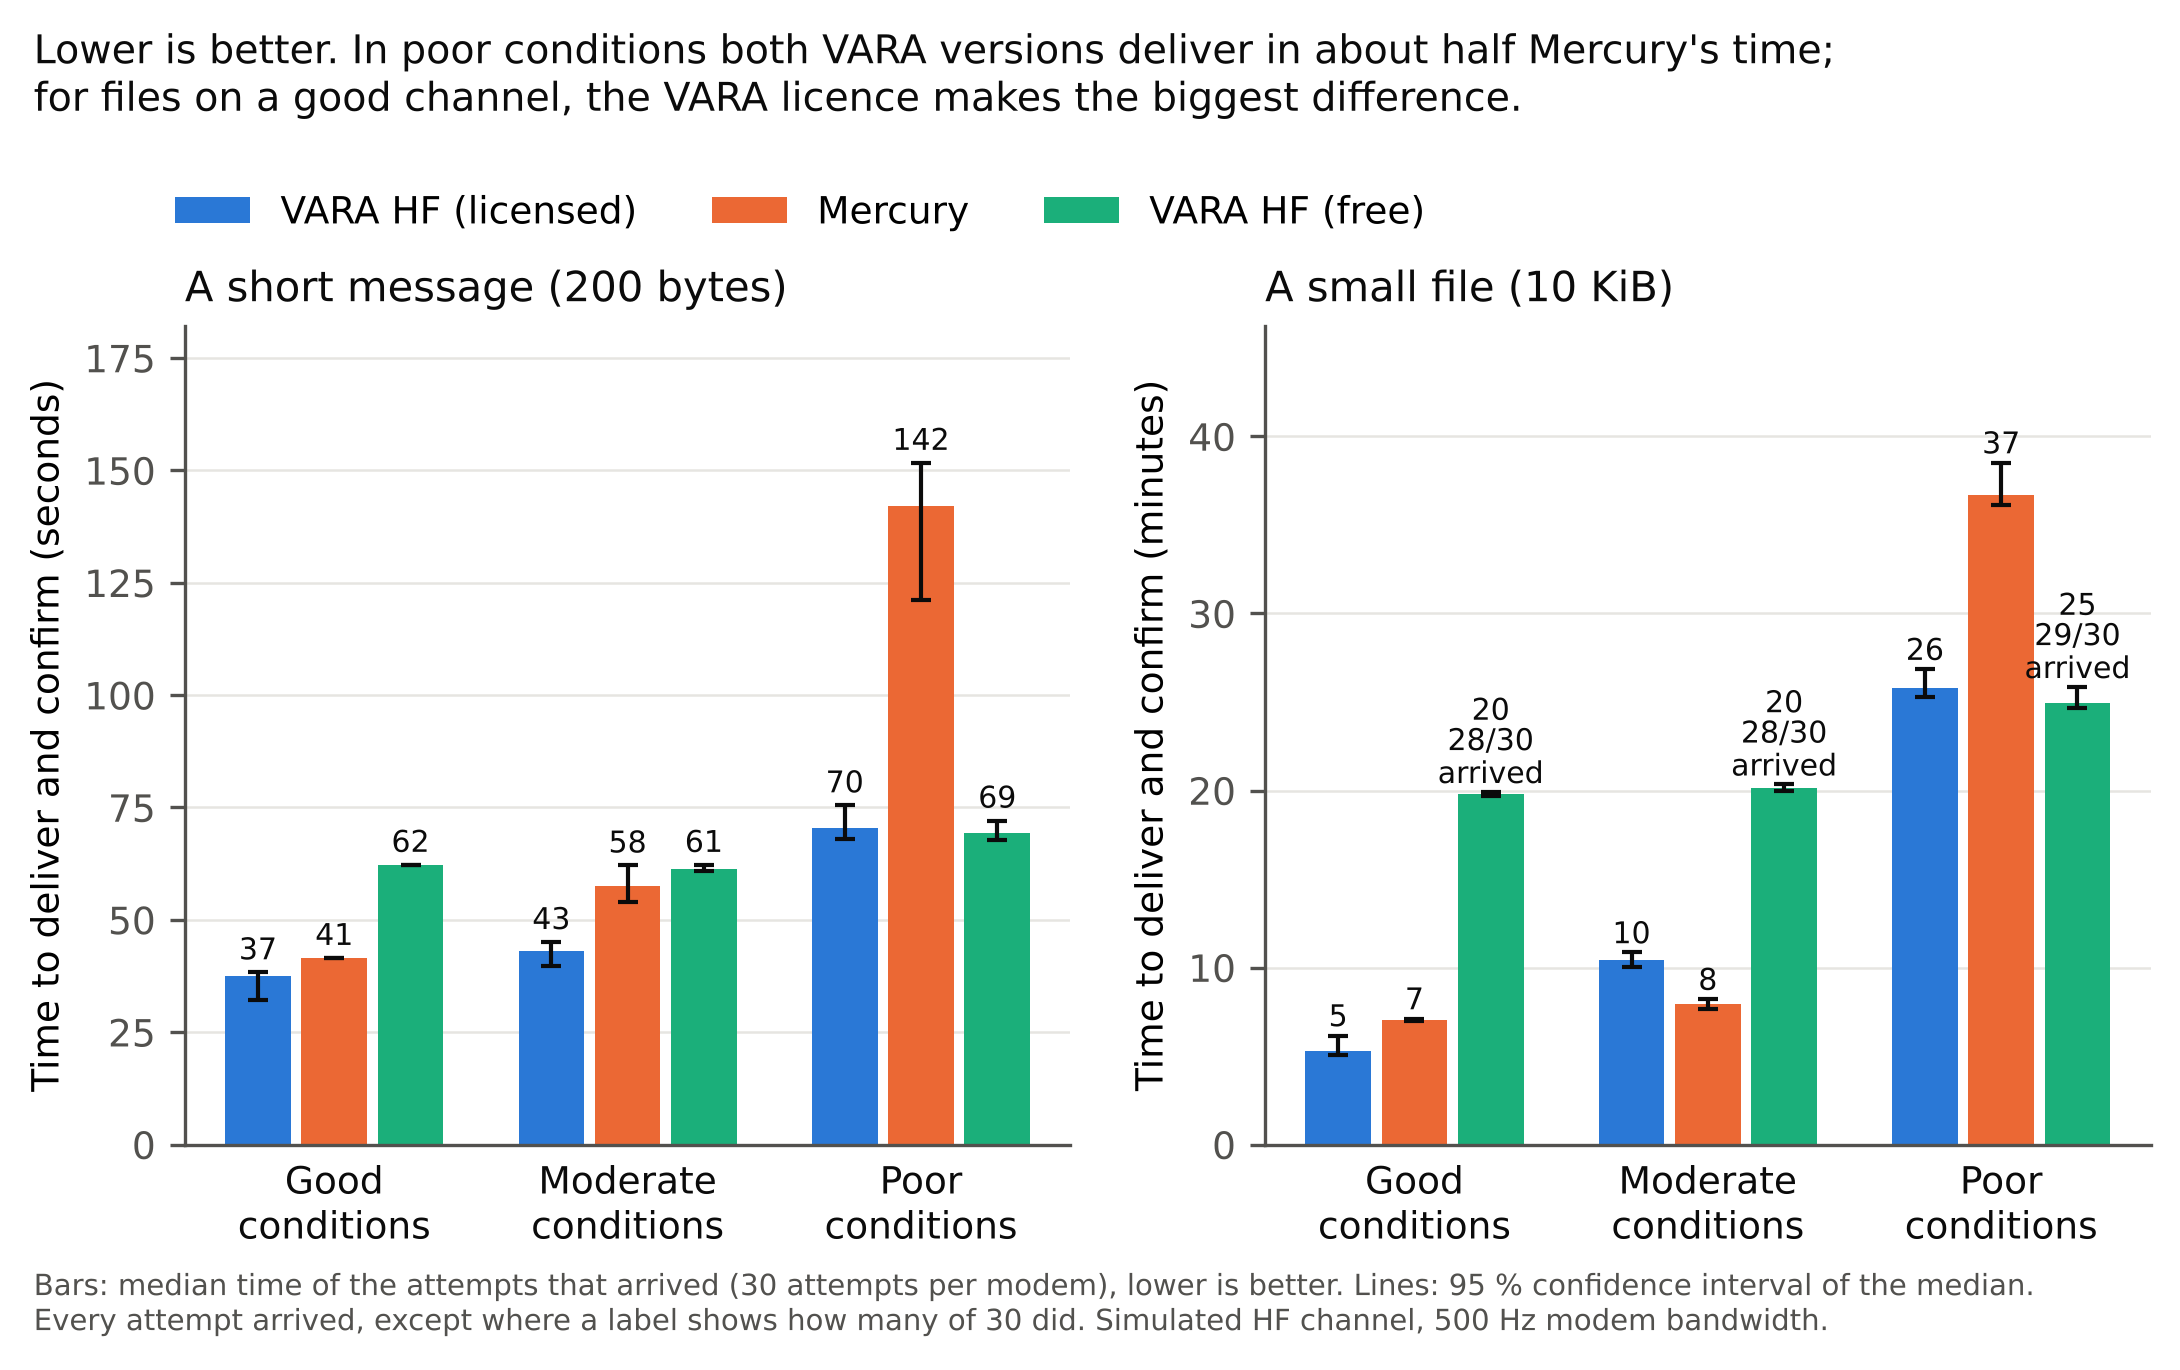 Lower is better. In poor conditions both VARA versions deliver in about half Mercury's time;
for files on a good channel, the VARA licence makes the biggest difference.
VARA HF (licensed)
Mercury
VARA HF (free)
A short message (200 bytes)
Time to deliver and confirm (seconds)
175
150
125
100
75
50
25
0
37
41
62
43
58
61
70
142
69
Good
conditions
Moderate
conditions
Poor
conditions
A small file (10 KiB)
Time to deliver and confirm (minutes)
40
30
20
10
0
5
7
20
28/30
arrived
10
8
20
28/30
arrived
26
37
25
29/30
arrived
Good
conditions
Moderate
conditions
Poor
conditions
Bars: median time of the attempts that arrived (30 attempts per modem), lower is better. Lines: 95 % confidence interval of the median.
Every attempt arrived, except where a label shows how many of 30 did. Simulated HF channel, 500 Hz modem bandwidth.